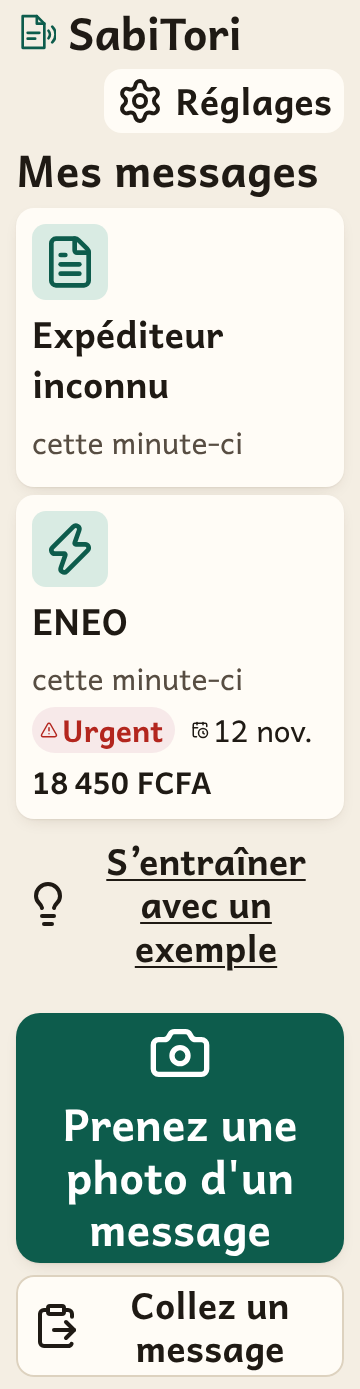 SabiTori
Réglages
Mes messages
Expéditeur
inconnu
cette minute-ci
ENEO
cette minute-ci
Urgent 12 nov.
18 450 FCFA
S’entraîner
avec un
exemple
Prenez une
photo d'un
message
Collez un
message